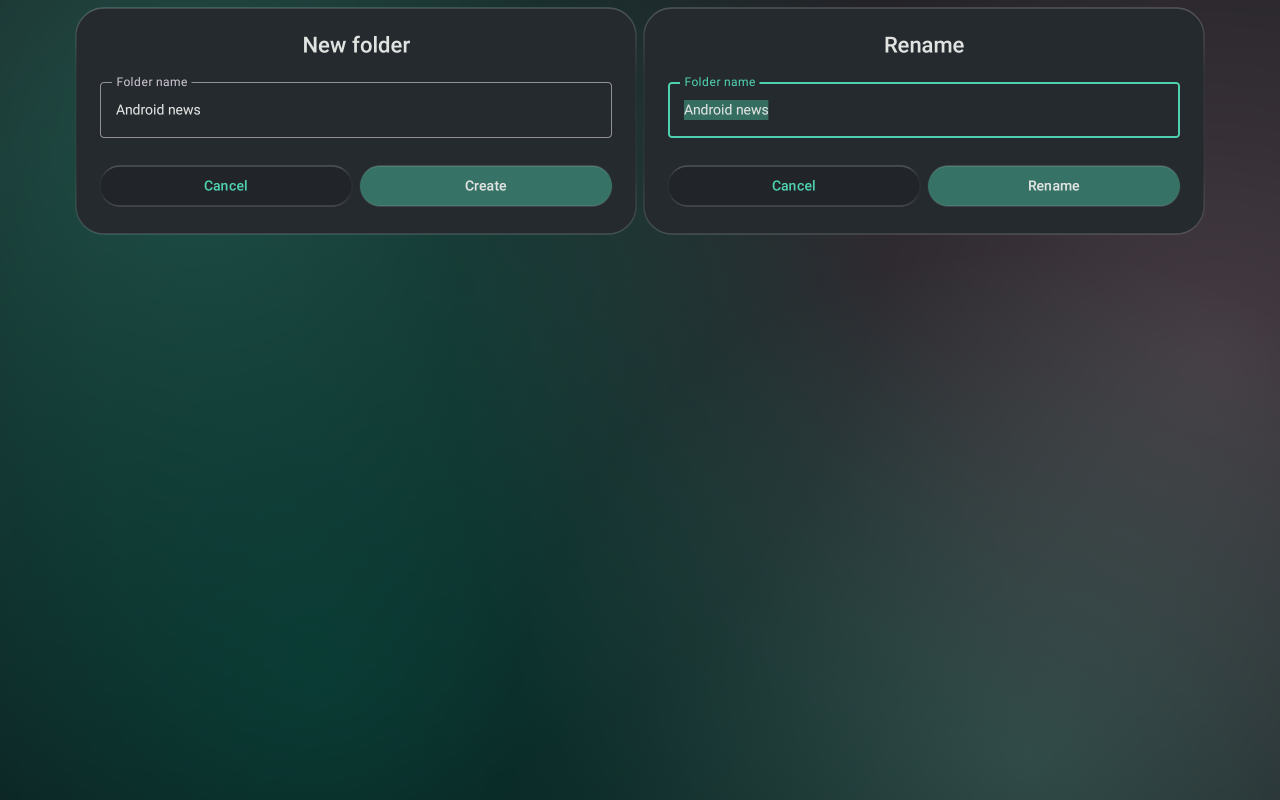 New folder
Folder name
Android news
Cancel
Create
Rename
Folder name
Android news
Cancel
Rename